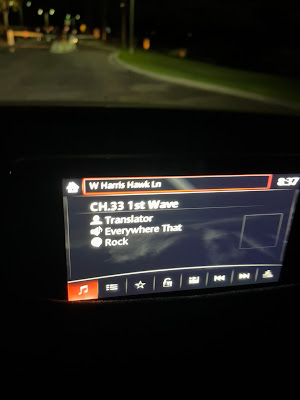 W Harris Hawk Ln
8:37
CH.33 1st Wave
Translator
Everywhere That
Rock